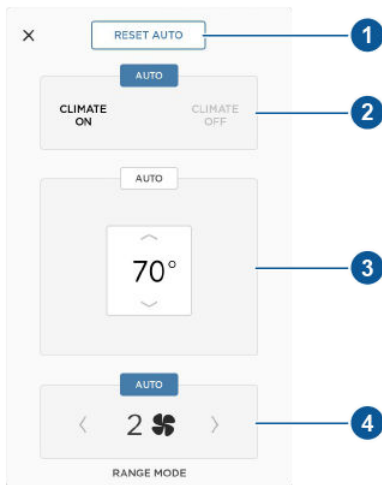 RESET AUTO
1
AUTO
CLIMATE
ON
CLIMATE
OFF
2
AUTO
70°
3
AUTO
2
4
RANGE MODE